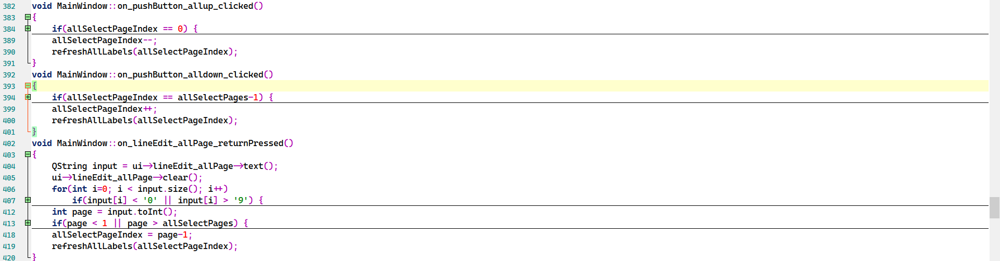 382 void MainWindow::on_pushButton_allup_clicked()
383 {
384     if(allSelectPageIndex == 0) {
389     allSelectPageIndex--;
390     refreshAllLabels(allSelectPageIndex);
391 }
392 void MainWindow::on_pushButton_alldown_clicked()
393 {
394     if(allSelectPageIndex == allSelectPages-1) {
399     allSelectPageIndex++;
400     refreshAllLabels(allSelectPageIndex);
401 }
402 void MainWindow::on_lineEdit_allPage_returnPressed()
403 {
404     QString input = ui->lineEdit_allPage->text();
405     ui->lineEdit_allPage->clear();
406     for(int i=0; i < input.size(); i++)
407         if(input[i] < '0' || input[i] > '9') {
412     int page = input.toInt();
413     if(page < 1 || page > allSelectPages) {
418     allSelectPageIndex = page-1;
419     refreshAllLabels(allSelectPageIndex);
420 }